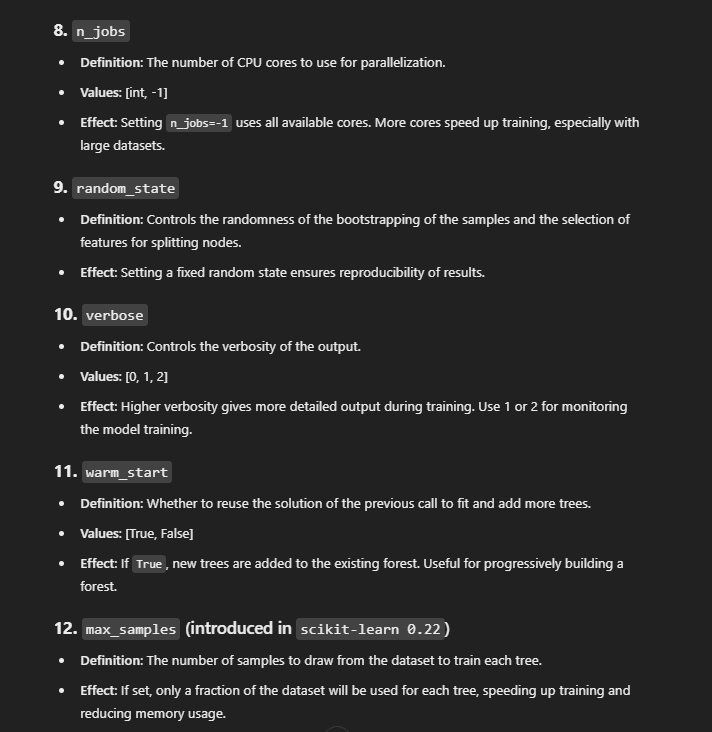 8. n_jobs
• Definition: The number of CPU cores to use for parallelization.
• Values: [int, -1]
• Effect: Setting n_jobs=-1 uses all available cores. More cores speed up training, especially with
large datasets.
9. random_state
• Definition: Controls the randomness of the bootstrapping of the samples and the selection of
features for splitting nodes.
• Effect: Setting a fixed random state ensures reproducibility of results.
10. verbose
• Definition: Controls the verbosity of the output.
• Values: [0, 1, 2]
• Effect: Higher verbosity gives more detailed output during training. Use 1 or 2 for monitoring
the model training.
11. warm_start
• Definition: Whether to reuse the solution of the previous call to fit and add more trees.
• Values: [True, False]
• Effect: If True, new trees are added to the existing forest. Useful for progressively building a
forest.
12. max_samples (introduced in scikit-learn 0.22)
• Definition: The number of samples to draw from the dataset to train each tree.
• Effect: If set, only a fraction of the dataset will be used for each tree, speeding up training and
reducing memory usage.